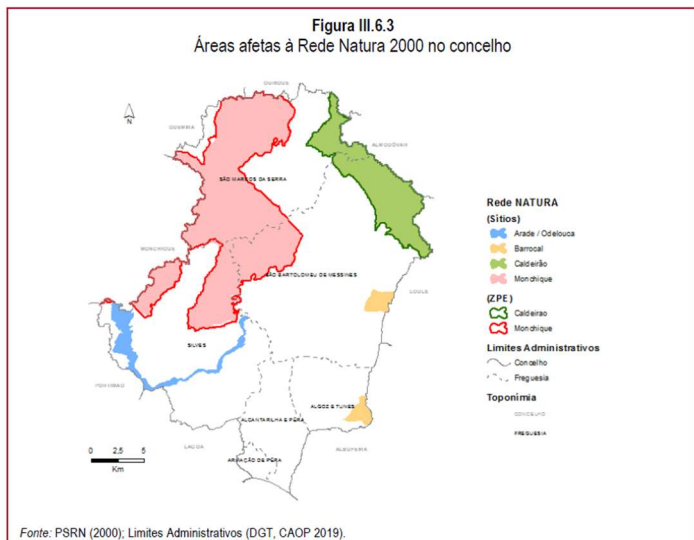 Figura III.6.3
Áreas afetas à Rede Natura 2000 no concelho
OURIQUE
N
OURIQUE
ALMODÔVAR
SÃO MARCOS DA SERRA
MONCHIQUE
SÃO BARTOLOMEU DE MESSINES
LOULÉ
SILVES
PORTIMÃO
ALGOZ E TUNES
ALCANTARILHA E PÊRA
LAGOA
ALBUFEIRA
ARMAÇÃO DE PÊRA
0 2,5 5
Km
Rede NATURA
(Sítios)
Arade / Odelouca
Barrocal
Caldeirão
Monchique
(ZPE)
Caldeirao
Monchique
Limites Administrativos
Concelho
Freguesia
Toponímia
CONCELHO
FREGUESIA
Fonte: PSRN (2000); Limites Administrativos (DGT, CAOP 2019).